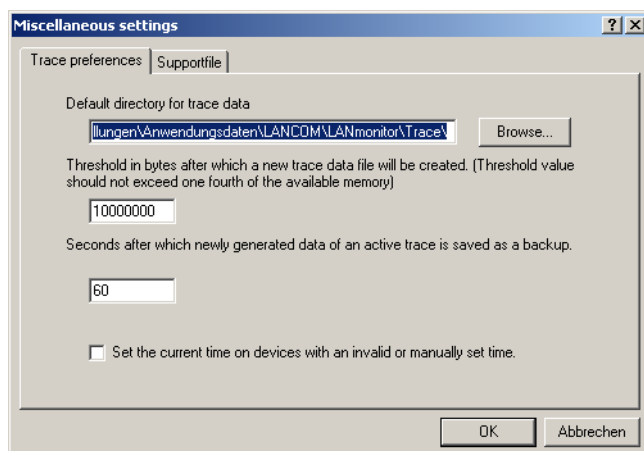 Miscellaneous settings
Trace preferences
Supportfile
Default directory for trace data
llungen\Anwendungsdaten\LANCOM\LANmonitor\Trace\
Browse...
Threshold in bytes after which a new trace data file will be created. (Threshold value
should not exceed one fourth of the available memory)
10000000
Seconds after which newly generated data of an active trace is saved as a backup.
60
Set the current time on devices with an invalid or manually set time.
OK
Abbrechen